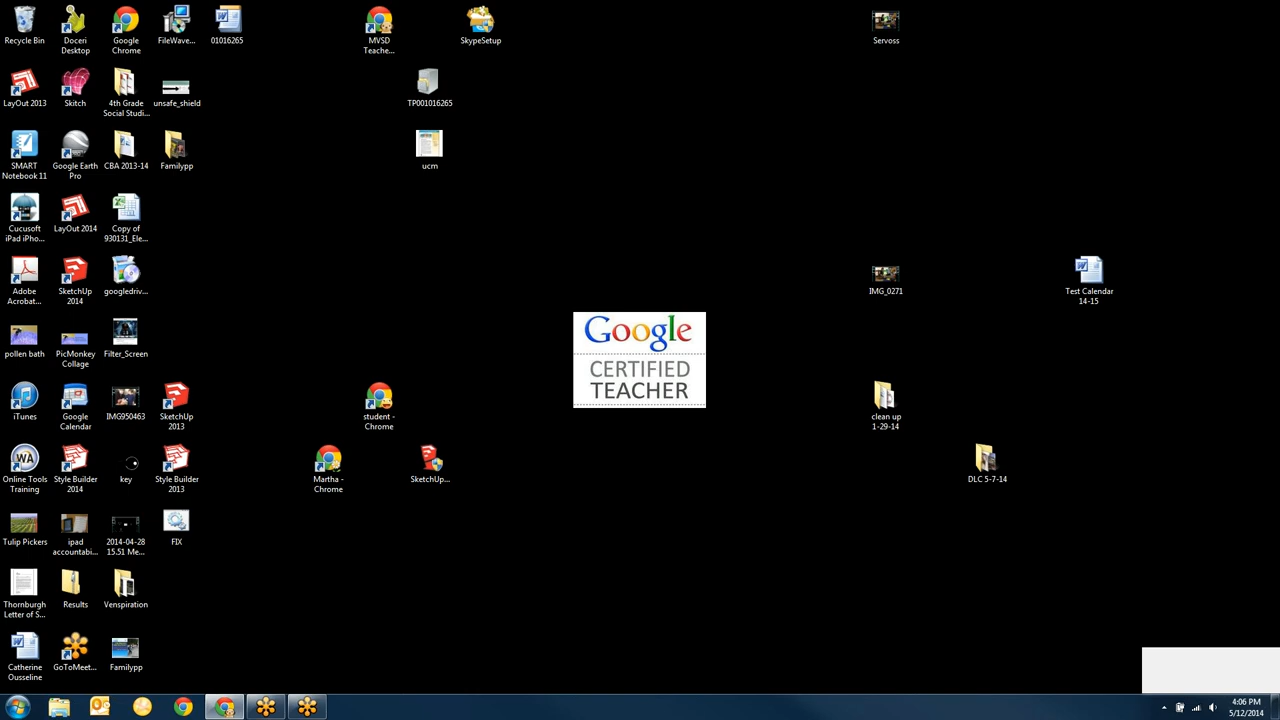 Recycle Bin
Doceri
Desktop
Google
Chrome
FileWave...
01016265
MVSD
Teache...
SkypeSetup
Servoss
LayOut 2013
Skitch
4th Grade
Social Studi...
unsafe_shield
TP001016265
SMART
Notebook 11
Google Earth
Pro
CBA 2013-14
Familypp
ucm
Cucusoft
iPad iPho...
LayOut 2014
Copy of
930131_Ele...
Adobe
Acrobat...
SketchUp
2014
googledriv...
IMG_0271
Test Calendar
14-15
pollen bath
PicMonkey
Collage
Filter_Screen
Google
CERTIFIED
TEACHER
iTunes
Google
Calendar
IMG950463
SketchUp
2013
student -
Chrome
clean up
1-29-14
WA
Online Tools
Training
Style Builder
2014
key
Style Builder
2013
Martha -
Chrome
SketchUp...
DLC 5-7-14
Tulip Pickers
ipad
accountabi...
2014-04-28
15.51 Me...
FIX
Thornburgh
Letter of S...
Results
Venspiration
Catherine
Ousseline
GoToMeet...
Familypp
4:06 PM
5/12/2014